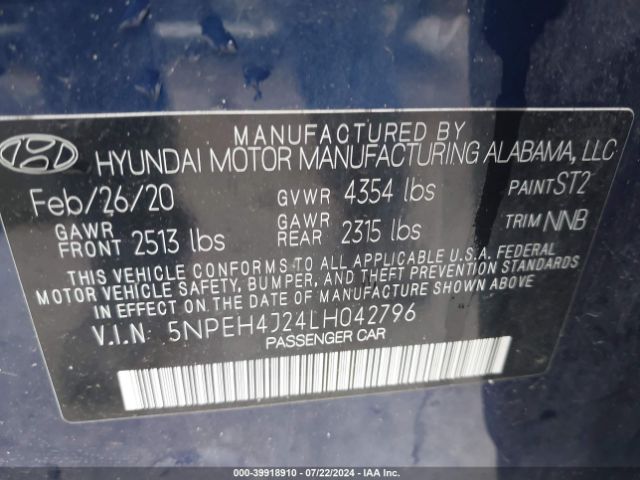 MANUFACTURED BY
HYUNDAI MOTOR MANUFACTURING ALABAMA, LLC
Feb/26/20 GVWR 4354 lbs PAINT ST2
GAWR FRONT 2513 lbs GAWR REAR 2315 lbs TRIM NNB
THIS VEHICLE CONFORMS TO ALL APPLICABLE U.S.A. FEDERAL
MOTOR VEHICLE SAFETY, BUMPER, AND THEFT PREVENTION STANDARDS
IN EFFECT ON THE DATE OF MANUFACTURE SHOWN ABOVE.
V.I.N: 5NPEH4J24LH042796
PASSENGER CAR
000-39918910 - 07/22/2024 - IAA Inc.